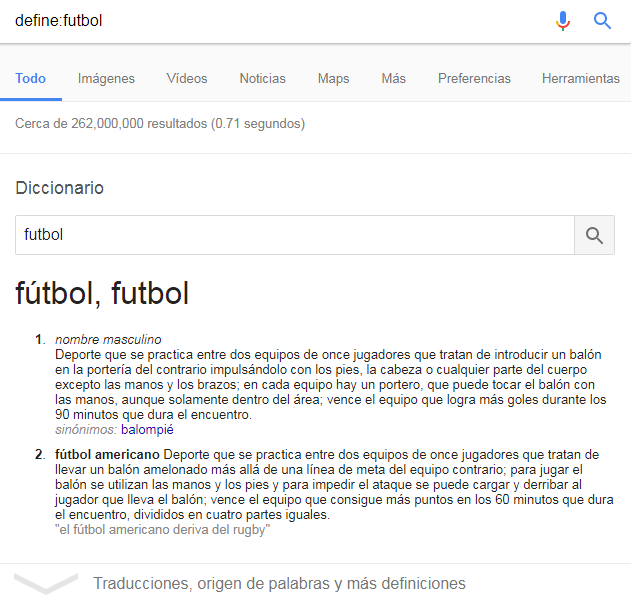 define:futbol
Todo Imágenes Vídeos Noticias Maps Más Preferencias Herramientas
Cerca de 262,000,000 resultados (0.71 segundos)
Diccionario
futbol
fútbol, futbol
1. nombre masculino
Deporte que se practica entre dos equipos de once jugadores que tratan de introducir un balón
en la portería del contrario impulsándolo con los pies, la cabeza o cualquier parte del cuerpo
excepto las manos y los brazos; en cada equipo hay un portero, que puede tocar el balón con
las manos, aunque solamente dentro del área; vence el equipo que logra más goles durante los
90 minutos que dura el encuentro.
sinónimos: balompié
2. fútbol americano Deporte que se practica entre dos equipos de once jugadores que tratan de
llevar un balón amelonado más allá de una línea de meta del equipo contrario; para jugar el
balón se utilizan las manos y los pies y para impedir el ataque se puede cargar y derribar al
jugador que lleva el balón; vence el equipo que consigue más puntos en los 60 minutos que dura
el encuentro, divididos en cuatro partes iguales.
"el fútbol americano deriva del rugby"
Traducciones, origen de palabras y más definiciones